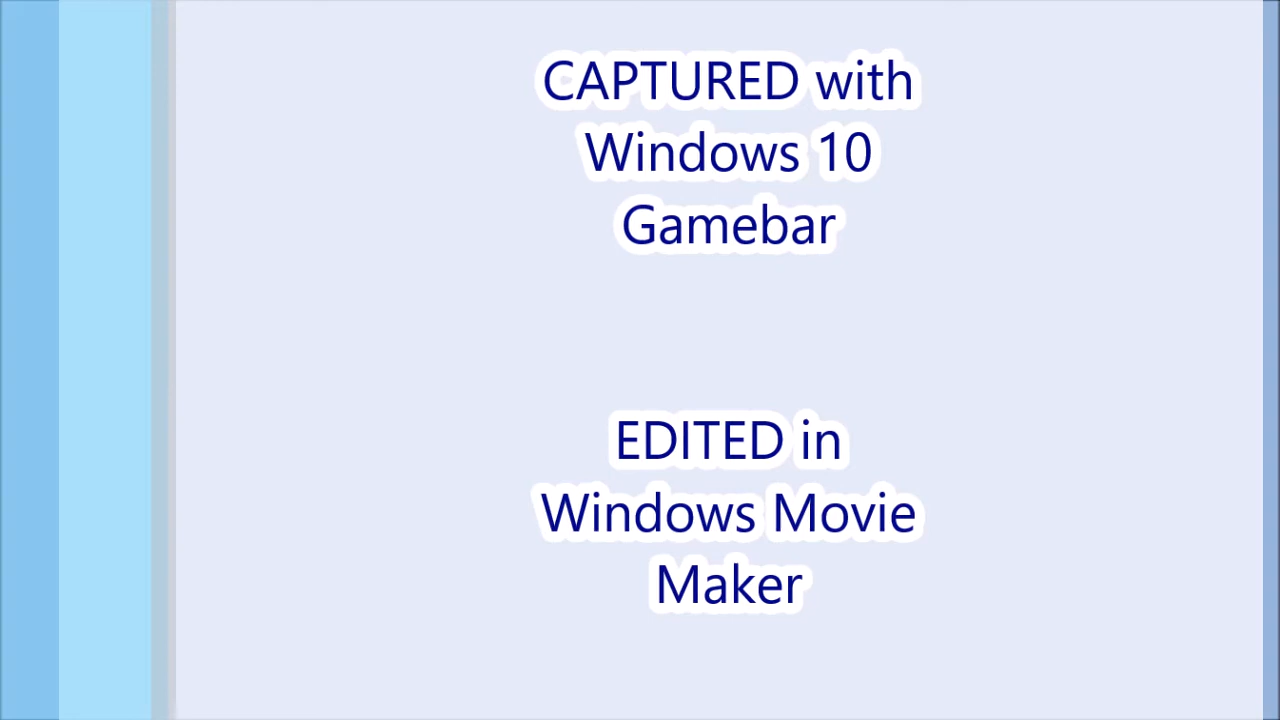 CAPTURED with
Windows 10
Gamebar
EDITED in
Windows Movie
Maker